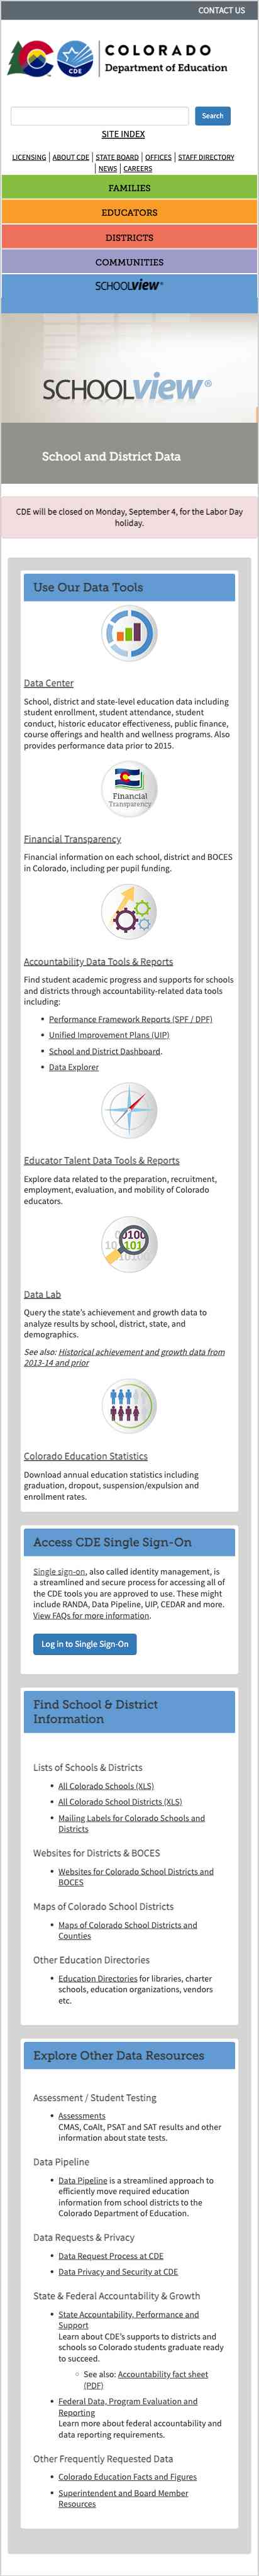 CONTACT US
COLORADO
Department of Education
CDE
Search
SITE INDEX
LICENSING | ABOUT CDE | STATE BOARD | OFFICES | STAFF DIRECTORY
| NEWS | CAREERS
FAMILIES
EDUCATORS
DISTRICTS
COMMUNITIES
SCHOOLVIEW®
SCHOOLVIEW®
School and District Data
CDE will be closed on Monday, September 4, for the Labor Day
holiday.
Use Our Data Tools
Data Center
School, district and state-level education data including
student enrollment, student attendance, student
conduct, historic educator effectiveness, public finance,
course offerings and health and wellness programs. Also
provides performance data prior to 2015.
Financial
Transparency
Financial Transparency
Financial information on each school, district and BOCES
in Colorado, including per pupil funding.
Accountability Data Tools & Reports
Find student academic progress and supports for schools
and districts through accountability-related data tools
including:
• Performance Framework Reports (SPF / DPF)
• Unified Improvement Plans (UIP)
• School and District Dashboard.
• Data Explorer
Educator Talent Data Tools & Reports
Explore data related to the preparation, recruitment,
employment, evaluation, and mobility of Colorado
educators.
Data Lab
Query the state's achievement and growth data to
analyze results by school, district, state, and
demographics.
See also: Historical achievement and growth data from
2013-14 and prior
Colorado Education Statistics
Download annual education statistics including
graduation, dropout, suspension/expulsion and
enrollment rates.
Access CDE Single Sign-On
Single sign-on, also called identity management, is
a streamlined and secure process for accessing all of
the CDE tools you are approved to use. These might
include RANDA, Data Pipeline, UIP, CEDAR and more.
View FAQs for more information.
Log in to Single Sign-On
Find School & District
Information
Lists of Schools & Districts
• All Colorado Schools (XLS)
• All Colorado School Districts (XLS)
• Mailing Labels for Colorado Schools and
Districts
Websites for Districts & BOCES
• Websites for Colorado School Districts and
BOCES
Maps of Colorado School Districts
• Maps of Colorado School Districts and
Counties
Other Education Directories
• Education Directories for libraries, charter
schools, education organizations, vendors
etc.
Explore Other Data Resources
Assessment / Student Testing
• Assessments
CMAS, CoAlt, PSAT and SAT results and other
information about state tests.
Data Pipeline
• Data Pipeline is a streamlined approach to
efficiently move required education
information from school districts to the
Colorado Department of Education.
Data Requests & Privacy
• Data Request Process at CDE
• Data Privacy and Security at CDE
State & Federal Accountability & Growth
• State Accountability, Performance and
Support
Learn about CDE's supports to districts and
schools so Colorado students graduate ready
to succeed.
○ See also: Accountability fact sheet
(PDF)
• Federal Data, Program Evaluation and
Reporting
Learn more about federal accountability and
data reporting requirements.
Other Frequently Requested Data
• Colorado Education Facts and Figures
• Superintendent and Board Member
Resources